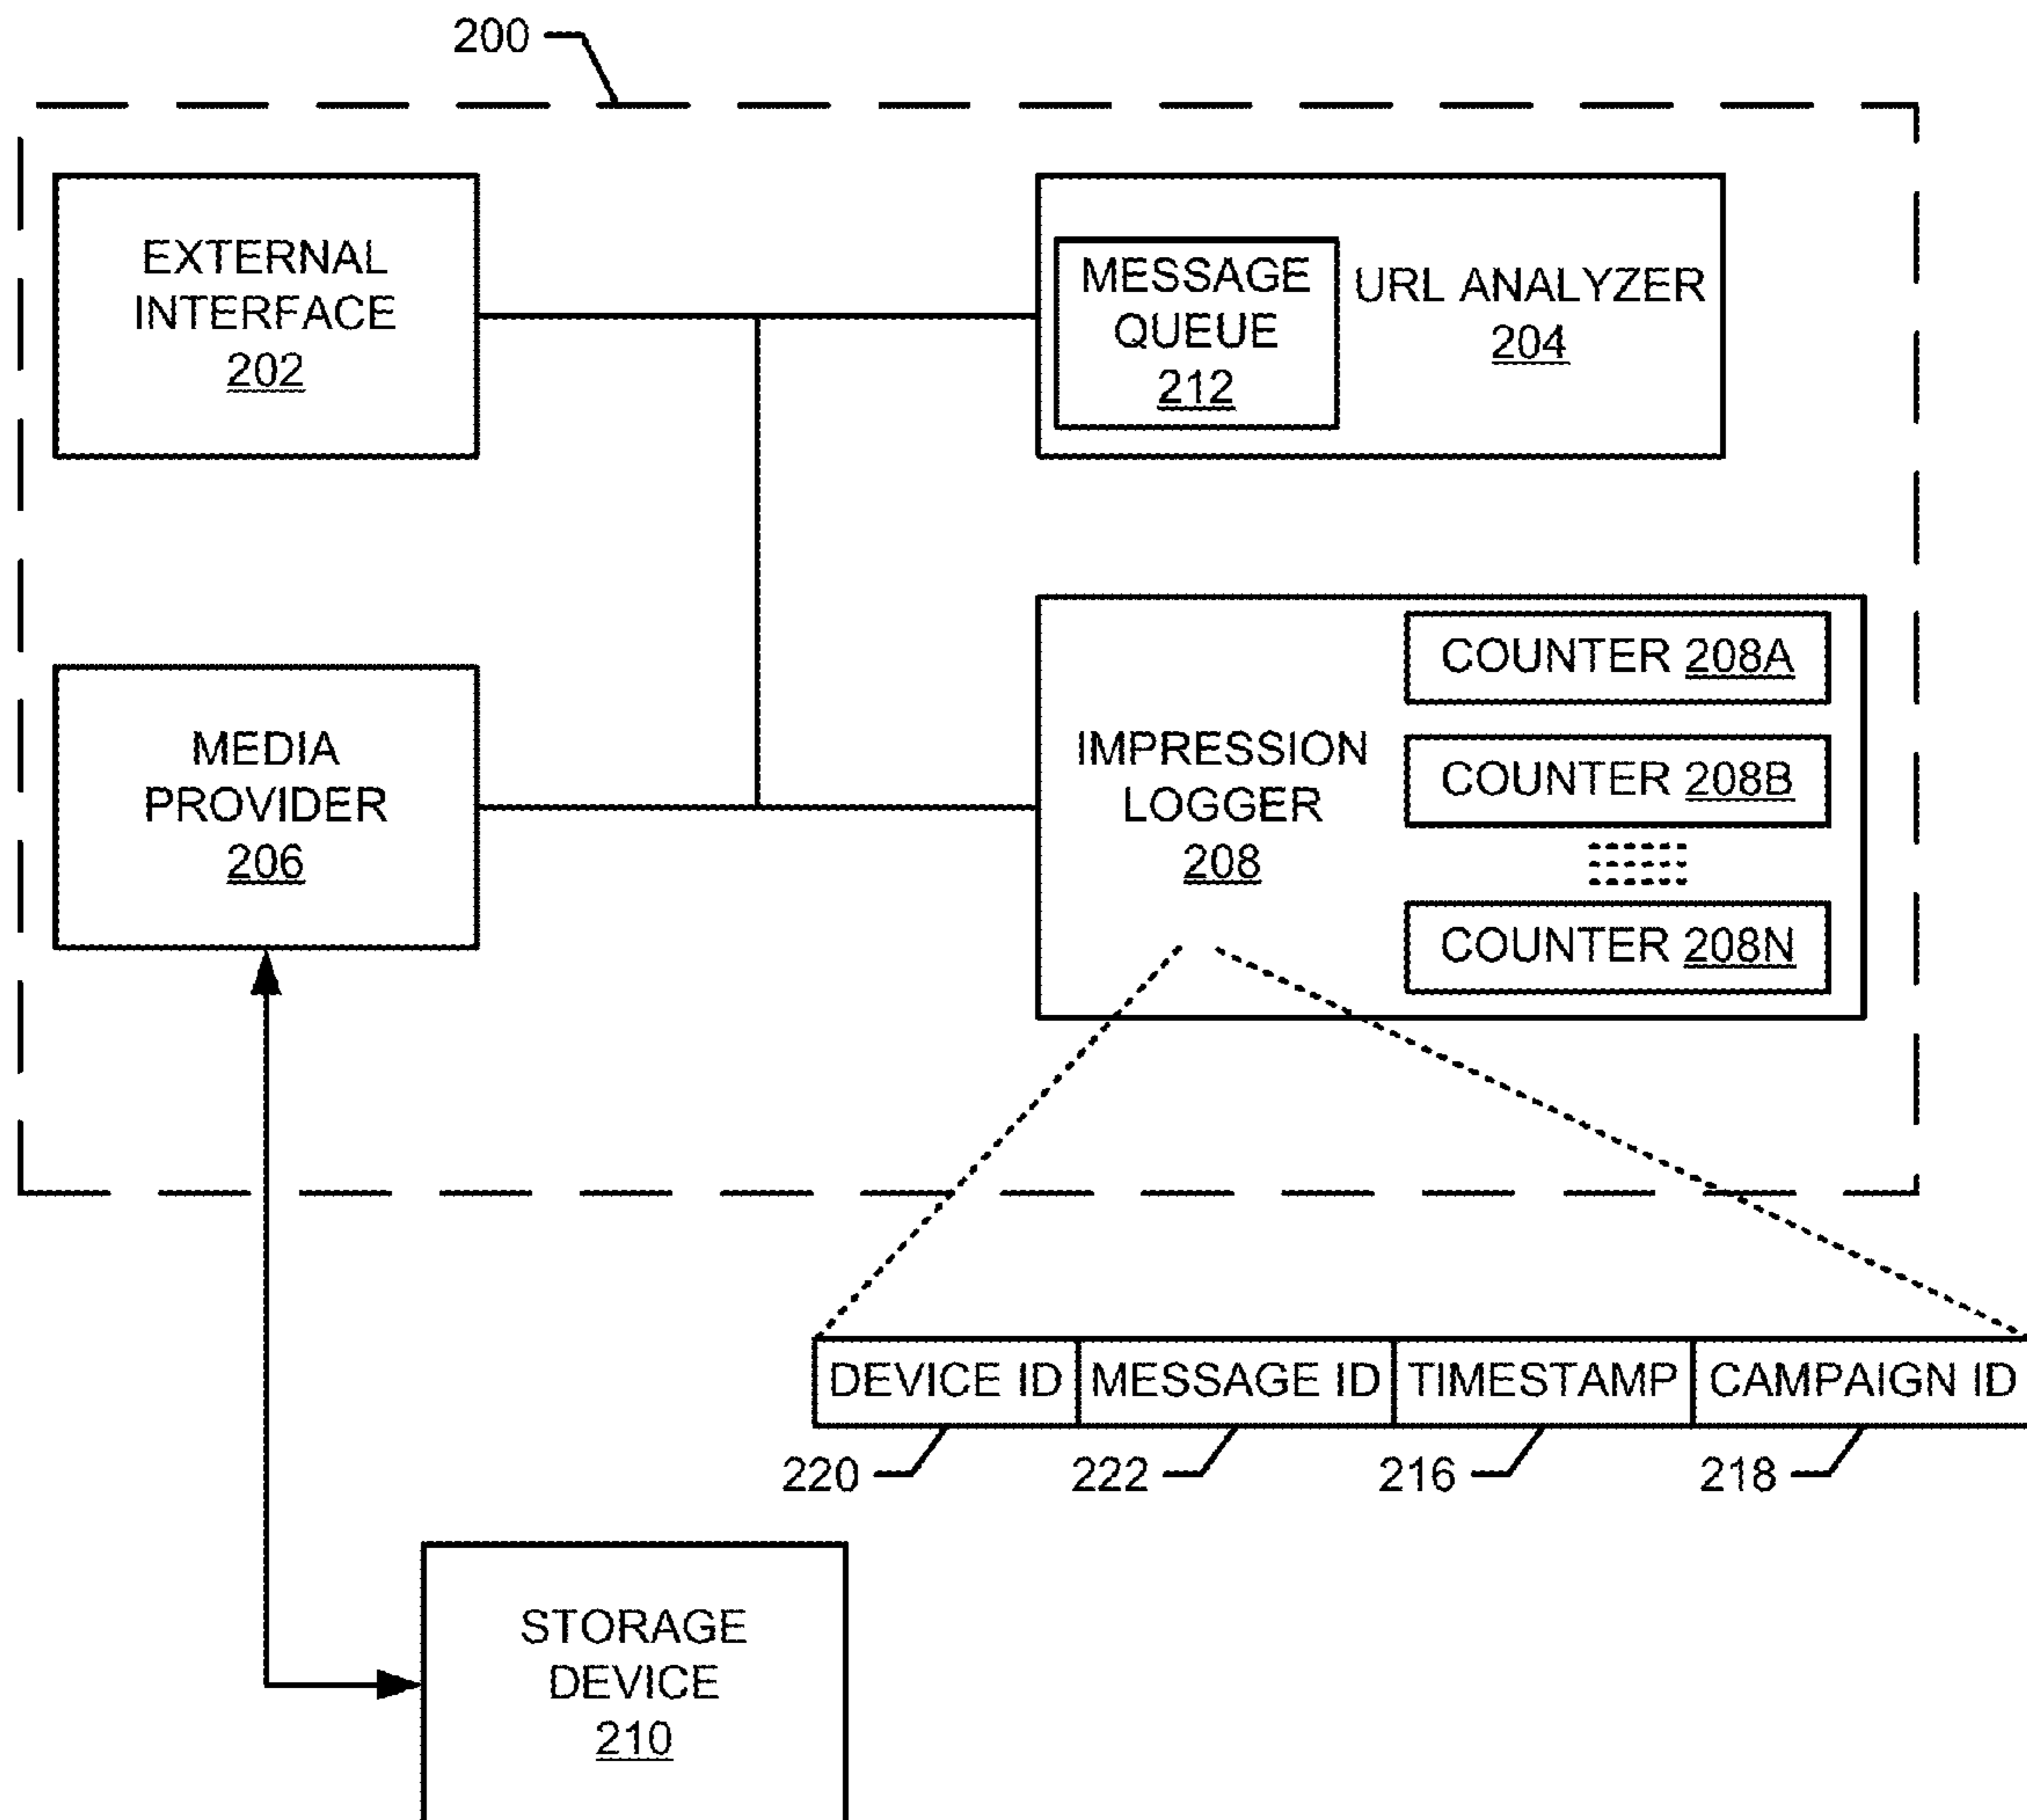 200
EXTERNAL
INTERFACE
202
MESSAGE
QUEUE
212
URL ANALYZER
204
MEDIA
PROVIDER
206
IMPRESSION
LOGGER
208
COUNTER 208A
COUNTER 208B
COUNTER 208N
DEVICE ID MESSAGE ID TIMESTAMP CAMPAIGN ID
220 222 216 218
STORAGE
DEVICE
210